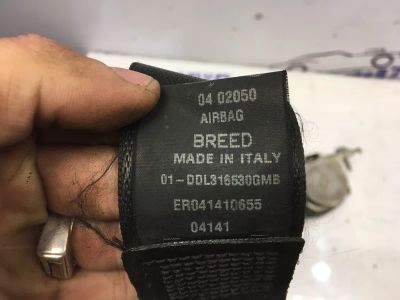 04 02050
AIRBAG
BREED
MADE IN ITALY
01-DDL316530GMB
ER041410655
04141